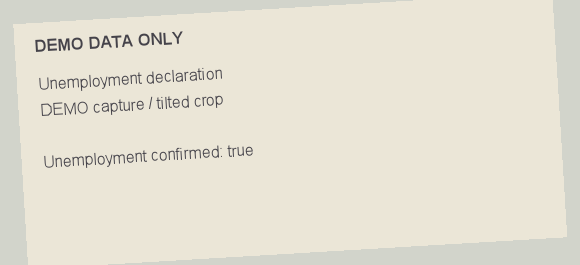 DEMO DATA ONLY
Unemployment declaration
DEMO capture / tilted crop
Unemployment confirmed: true